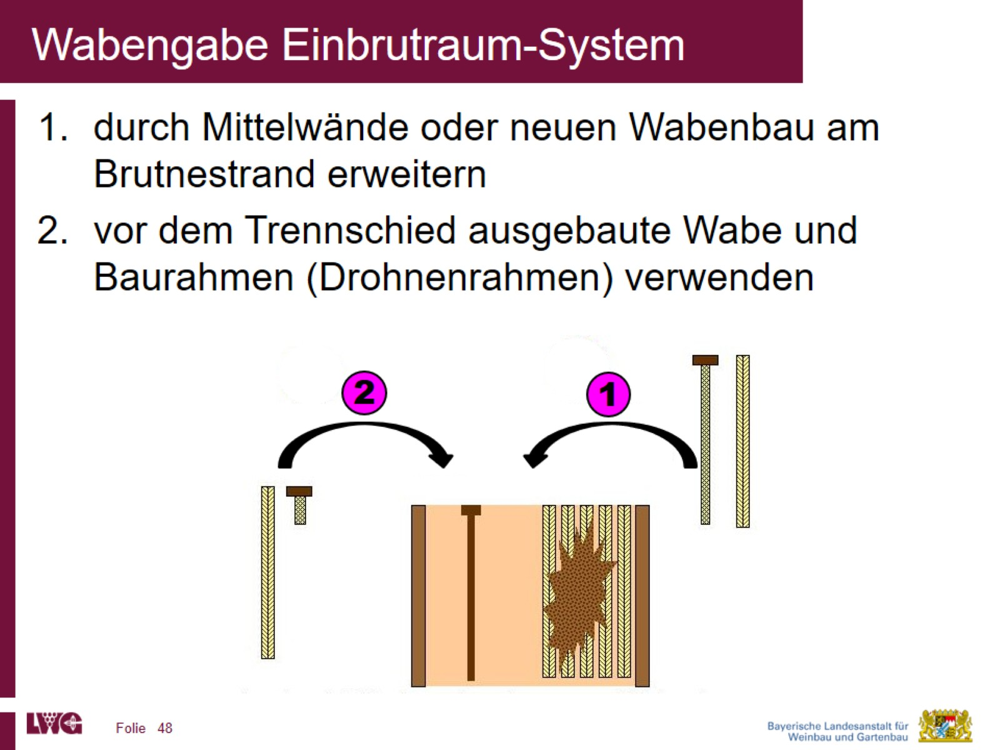 Wabengabe Einbrutraum-System
1. durch Mittelwände oder neuen Wabenbau am
Brutnestrand erweitern
2. vor dem Trennschied ausgebaute Wabe und
Baurahmen (Drohnenrahmen) verwenden
2
1
LWG
Folie 48
Bayerische Landesanstalt für
Weinbau und Gartenbau